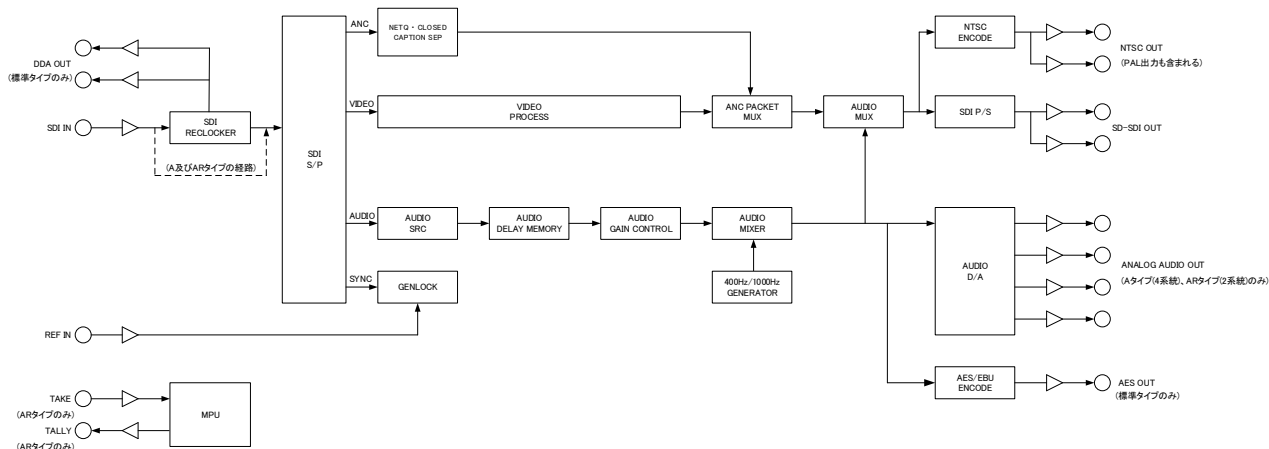 DDA OUT
(標準タイプのみ)
SDI IN
SDI
RECLOCKER
(A及びARタイプの経路)
SDI
S/P
ANC
NETQ・CLOSED
CAPTION SEP
VIDEO
VIDEO
PROCESS
ANC PACKET
MUX
AUDIO
MUX
NTSC
ENCODE
NTSC OUT
(PAL出力も含まれる)
SDI P/S
SD-SDI OUT
AUDIO
AUDIO
SRC
AUDIO
DELAY MEMORY
AUDIO
GAIN CONTROL
AUDIO
MIXER
400Hz/1000Hz
GENERATOR
AUDIO
D/A
ANALOG AUDIO OUT
(Aタイプ(4系統)、ARタイプ(2系統)のみ)
SYNC
GENLOCK
REF IN
AES/EBU
ENCODE
AES OUT
(標準タイプのみ)
TAKE
(ARタイプのみ)
TALLY
(ARタイプのみ)
MPU